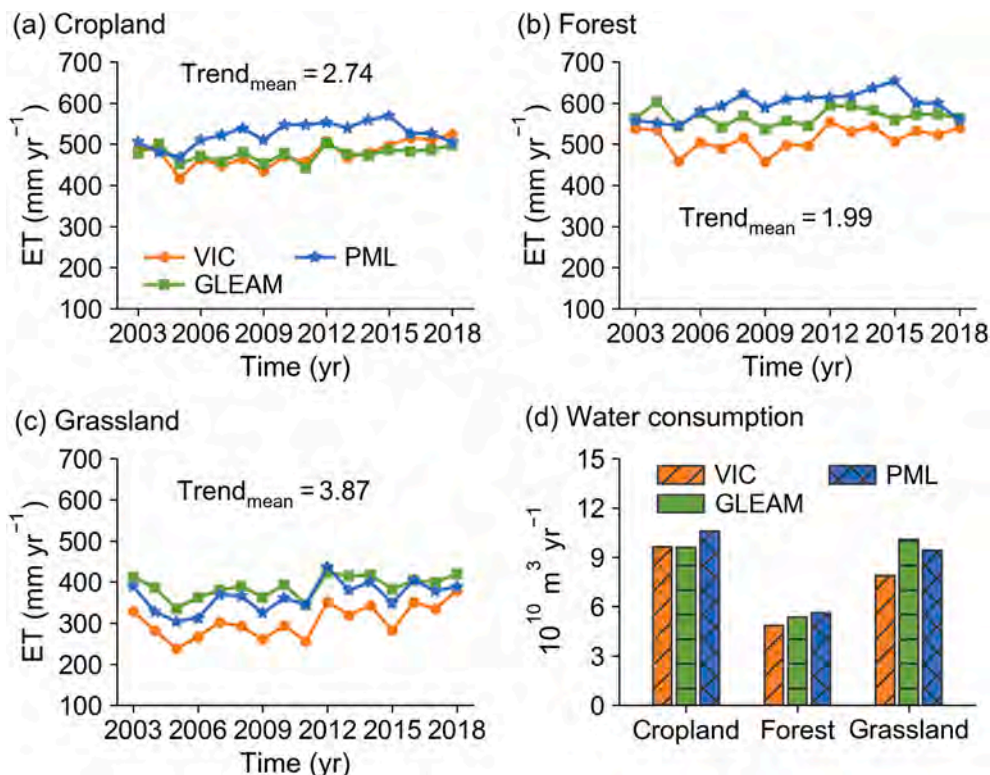 (a) Cropland
700
600
500
400
300
200
100
ET (mm yr⁻¹)
Trendmean = 2.74
VIC
PML
GLEAM
2003 2006 2009 2012 2015 2018
Time (yr)
(b) Forest
700
600
500
400
300
200
100
ET (mm yr⁻¹)
Trendmean = 1.99
2003 2006 2009 2012 2015 2018
Time (yr)
(c) Grassland
700
600
500
400
300
200
100
ET (mm yr⁻¹)
Trendmean = 3.87
2003 2006 2009 2012 2015 2018
Time (yr)
(d) Water consumption
15
12
9
6
3
0
10¹⁰ m³ yr⁻¹
VIC
PML
GLEAM
Cropland Forest Grassland